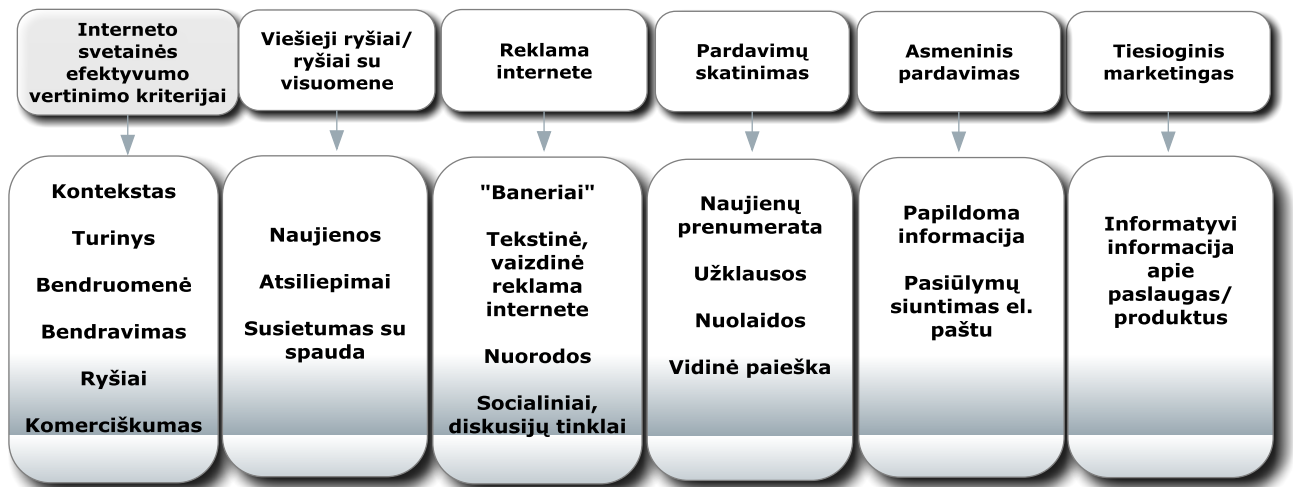 Interneto
svetainės
efektyvumo
vertinimo kriterijai
Viešieji ryšiai/
ryšiai su
visuomene
Reklama
internete
Pardavimų
skatinimas
Asmeninis
pardavimas
Tiesioginis
marketingas
Kontekstas
Turinys
Bendruomenė
Bendravimas
Ryšiai
Komerciškumas
Naujienos
Atsiliepimai
Susietumas su
spauda
"Baneriai"
Tekstinė,
vaizdinė
reklama
internete
Nuorodos
Socialiniai,
diskusijų tinklai
Naujienų
prenumerata
Užklausos
Nuolaidos
Vidinė paieška
Papildoma
informacija
Pasiūlymų
siuntimas el.
paštu
Informatyvi
informacija
apie
paslaugas/
produktus